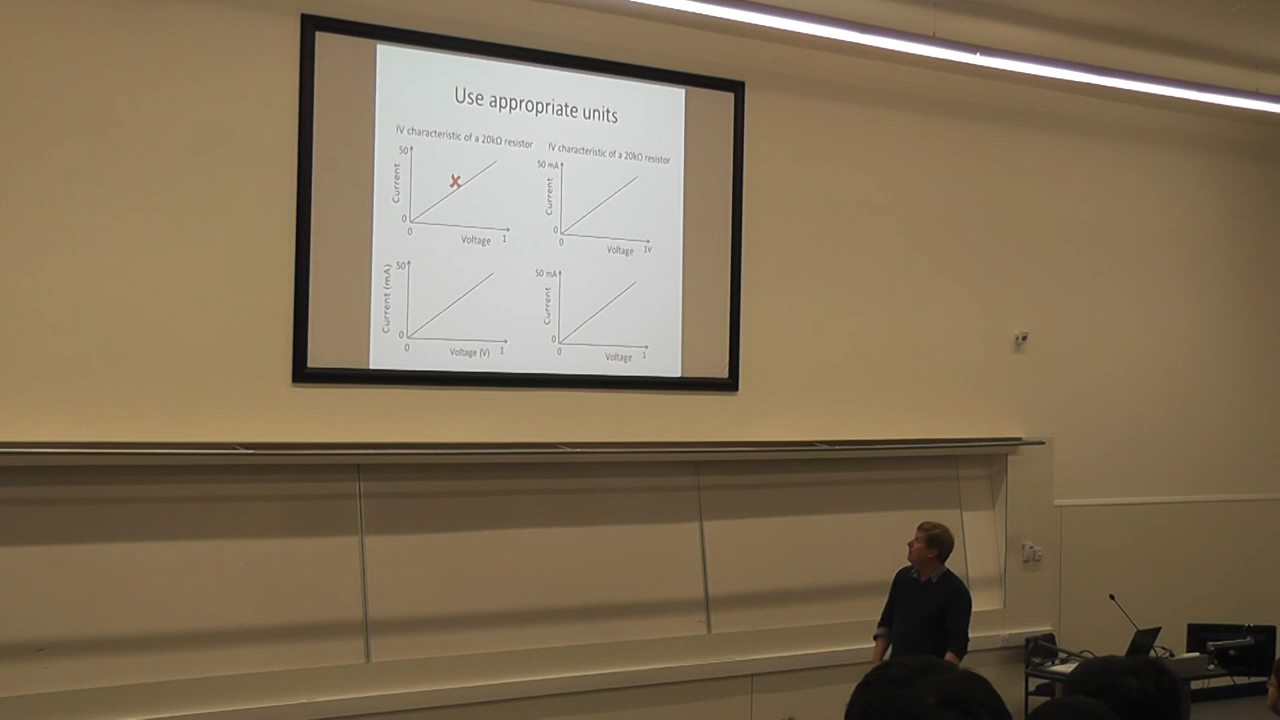 Use appropriate units
IV characteristic of a 20kΩ resistor
50
Current
0
0
Voltage
1
IV characteristic of a 20kΩ resistor
50 mA
Current
0
0
Voltage
1V
50
Current (mA)
0
0
Voltage (V)
1
50 mA
Current
0
0
Voltage
1